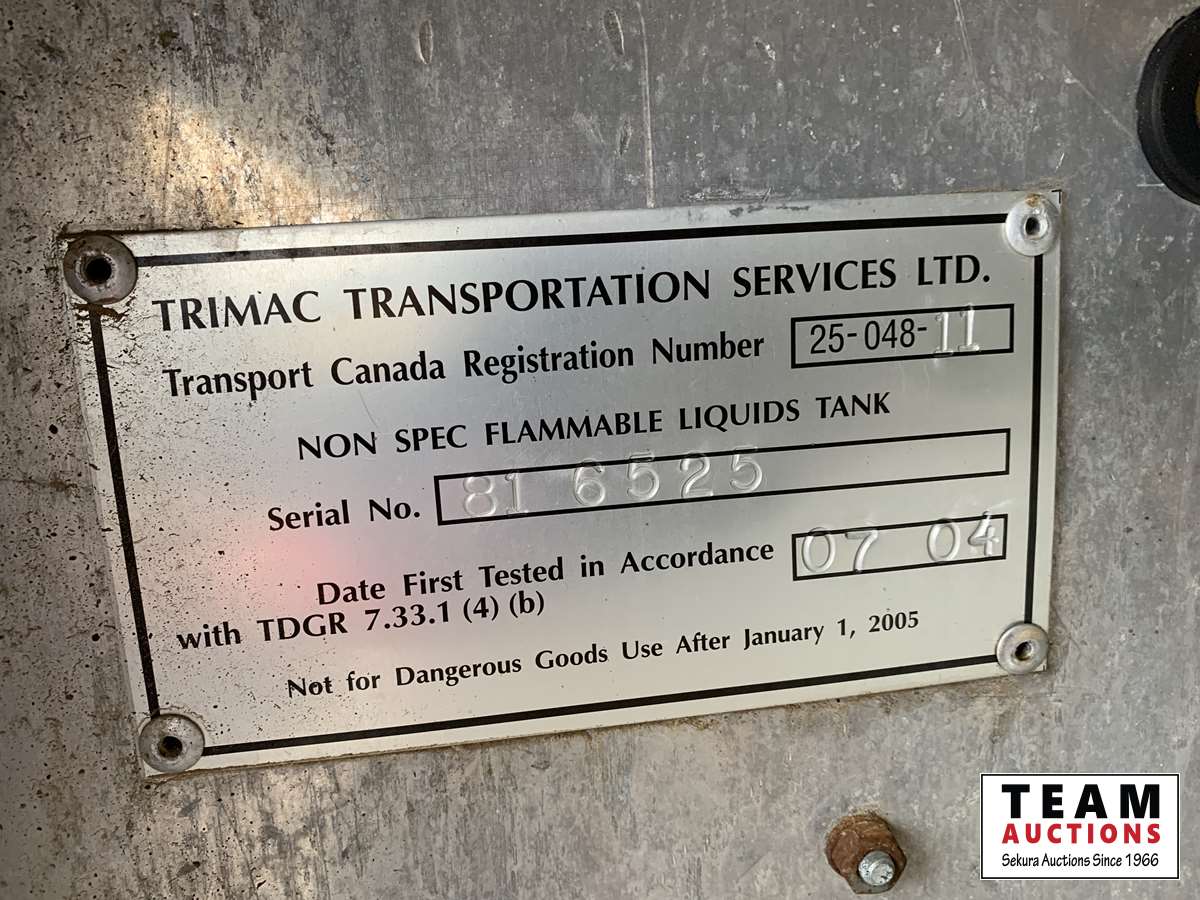 TRIMAC TRANSPORTATION SERVICES LTD.
Transport Canada Registration Number 25-048-11
NON SPEC FLAMMABLE LIQUIDS TANK
Serial No. 81 6525
Date First Tested in Accordance 07 04
with TDGR 7.33.1 (4) (b)
Not for Dangerous Goods Use After January 1, 2005
TEAM
AUCTIONS
Sekura Auctions Since 1966